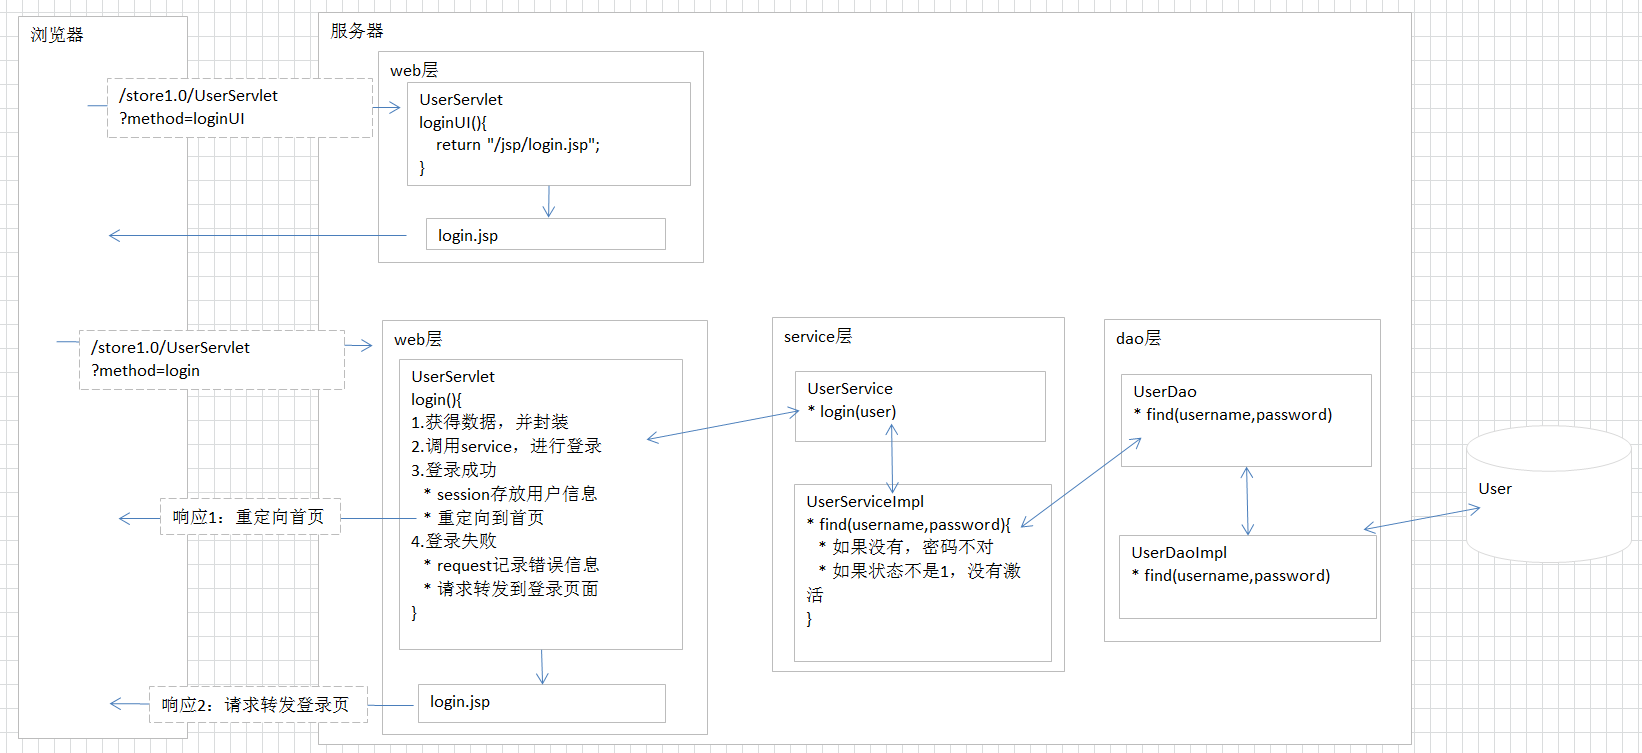 浏览器
服务器
web层
/store1.0/UserServlet
?method=loginUI
UserServlet
loginUI(){
return "/jsp/login.jsp";
}
login.jsp
/store1.0/UserServlet
?method=login
web层
UserServlet
login(){
1.获得数据，并封装
2.调用service，进行登录
3.登录成功
* session存放用户信息
* 重定向到首页
4.登录失败
* request记录错误信息
* 请求转发到登录页面
}
响应1：重定向首页
login.jsp
响应2：请求转发登录页
service层
UserService
* login(user)
UserServiceImpl
* find(username,password){
* 如果没有，密码不对
* 如果状态不是1，没有激
活
}
dao层
UserDao
* find(username,password)
UserDaoImpl
* find(username,password)
User